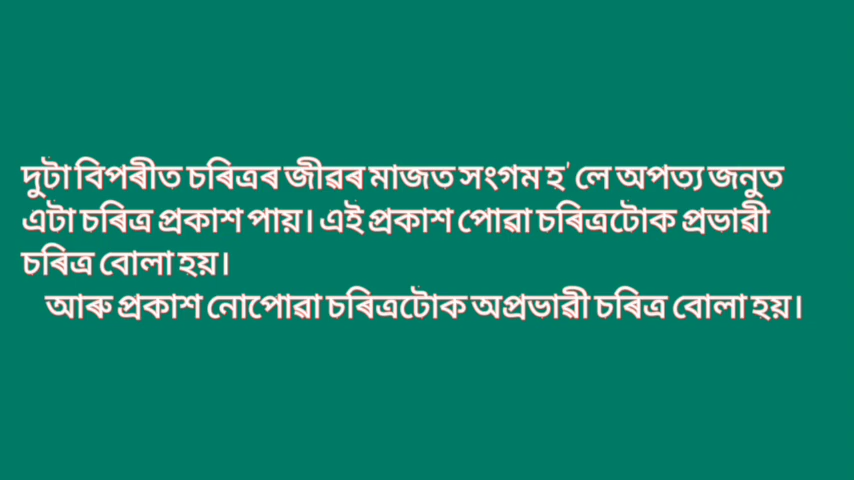 দুটা বিপৰীত চৰিত্ৰৰ জীৱৰ মাজত সংগম হ' লে অপত্য জনুত
এটা চৰিত্ৰ প্ৰকাশ পায়। এই প্ৰকাশ পোৱা চৰিত্ৰটোক প্ৰভাৱী
চৰিত্ৰ বোলা হয়।
আৰু প্ৰকাশ নোপোৱা চৰিত্ৰটোক অপ্ৰভাৱী চৰিত্ৰ বোলা হয়।